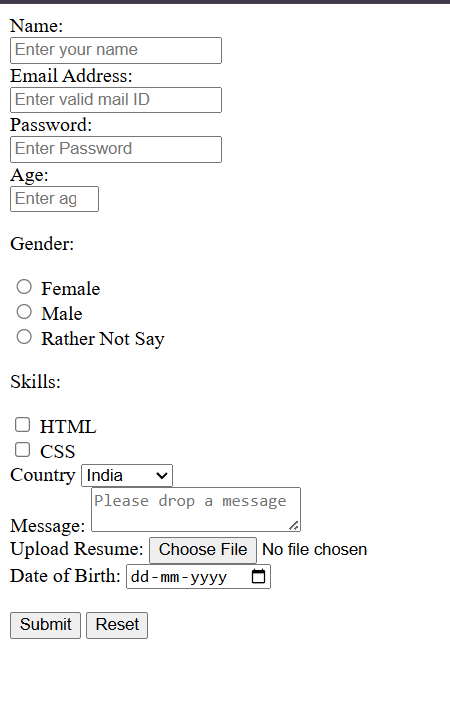 Name:
Enter your name
Email Address:
Enter valid mail ID
Password:
Enter Password
Age:
Enter ag
Gender:
Female
Male
Rather Not Say
Skills:
HTML
CSS
Country India
Please drop a message
Message:
Upload Resume: Choose File No file chosen
Date of Birth: dd-mm-yyyy
Submit Reset